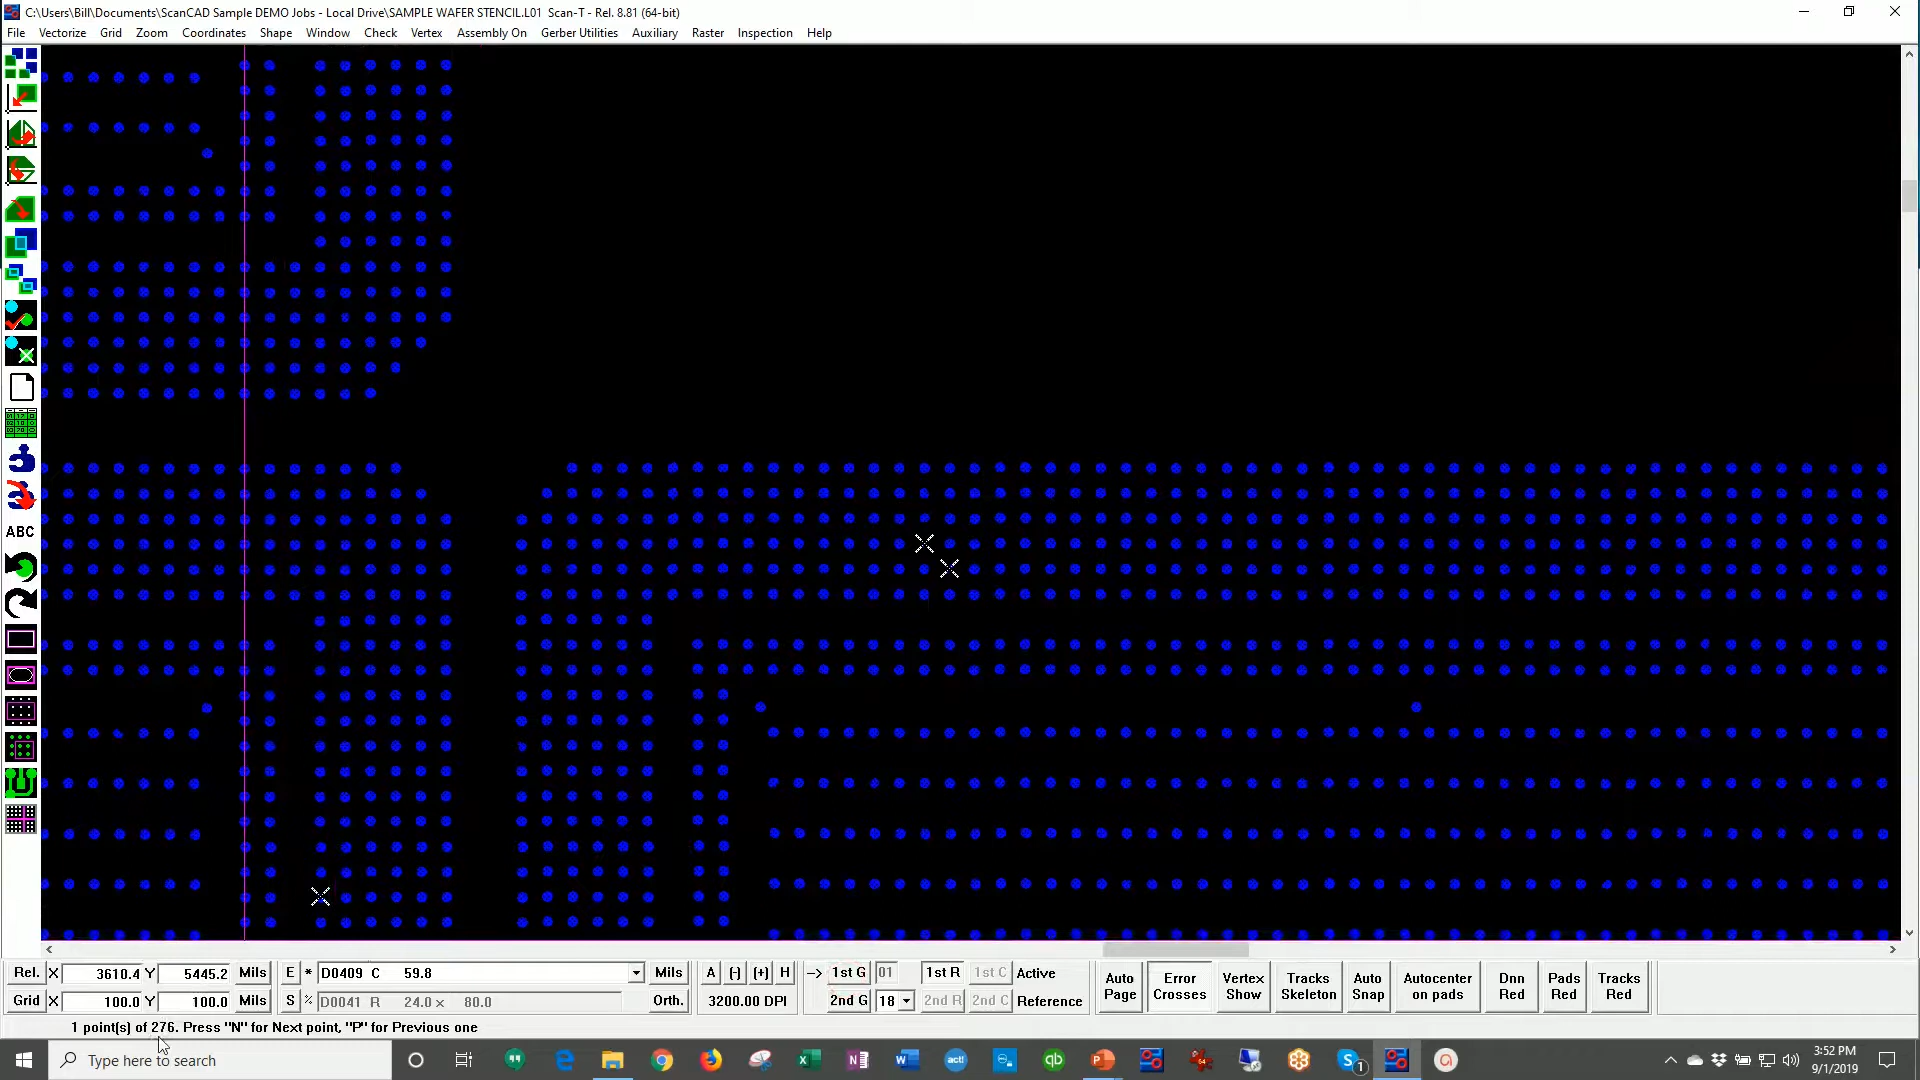 C:\Users\Bill\Documents\ScanCAD Sample DEMO Jobs - Local Drive\SAMPLE WAFER STENCIL.L01 Scan-T - Rel. 8.81 (64-bit)
File Vectorize Grid Zoom Coordinates Shape Window Check Vertex Assembly On Gerber Utilities Auxiliary Raster Inspection Help
ABC
Rel. X 3610.4 Y 5445.2 Mils E * D0409 C 59.8 Mils A (-) (+) H -> 1st G 01 1st R 1st C Active
Grid X 100.0 Y 100.0 Mils S % D0041 R 24.0 x 80.0 Orth. 3200.00 DPI 2nd G 18 2nd R 2nd C Reference
Auto Page
Error Crosses
Vertex Show
Tracks Skeleton
Auto Snap
Autocenter on pads
Dnn Red
Pads Red
Tracks Red
1 point(s) of 276. Press "N" for Next point, "P" for Previous one
Type here to search
act!
qb
3:52 PM
9/1/2019